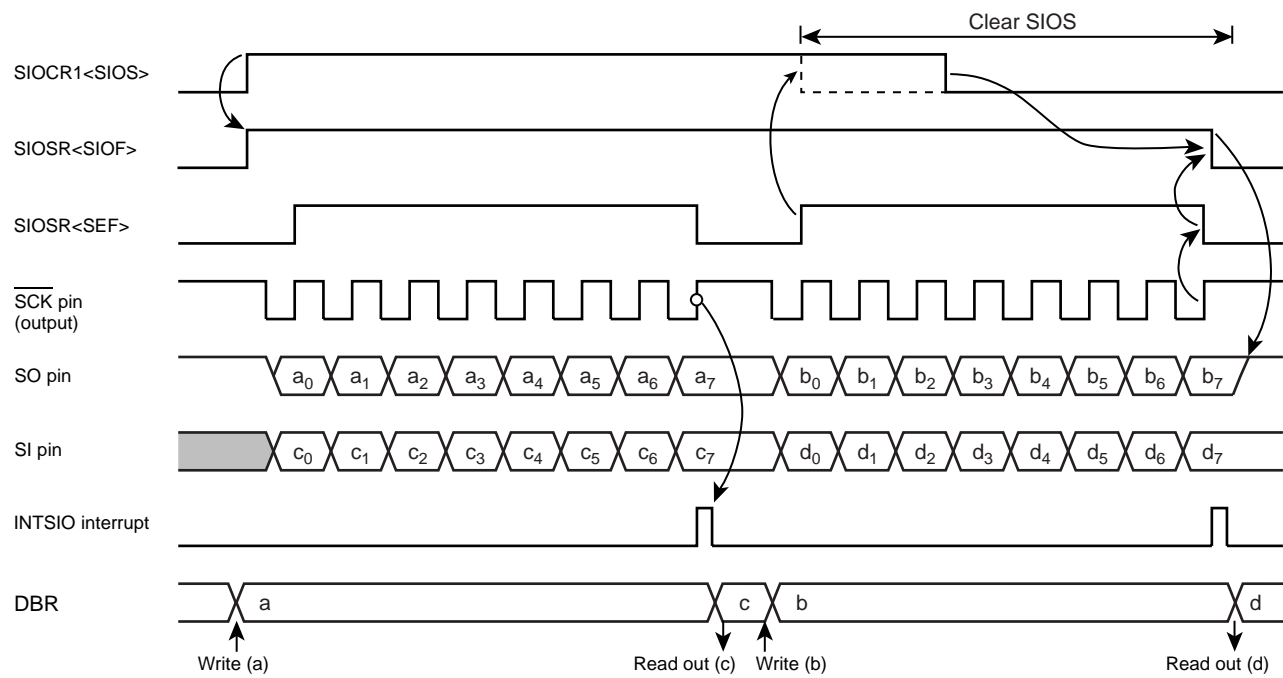 Clear SIOS
SIOCR1<SIOS>
SIOSR<SIOF>
SIOSR<SEF>
SCK pin
(output)
SO pin
a0 a1 a2 a3 a4 a5 a6 a7 b0 b1 b2 b3 b4 b5 b6 b7
SI pin
c0 c1 c2 c3 c4 c5 c6 c7 d0 d1 d2 d3 d4 d5 d6 d7
INTSIO interrupt
DBR
a c b d
Write (a) Read out (c) Write (b) Read out (d)